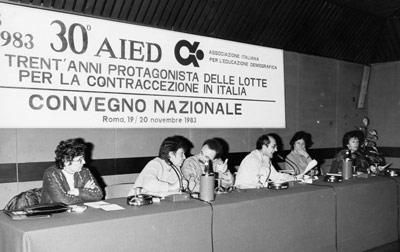 1983 30° AIED
ASSOCIAZIONE ITALIANA
PER L'EDUCAZIONE DEMOGRAFICA
TRENT'ANNI PROTAGONISTA DELLE LOTTE
PER LA CONTRACCEZIONE IN ITALIA
CONVEGNO NAZIONALE
Roma, 19/20 novembre 1983